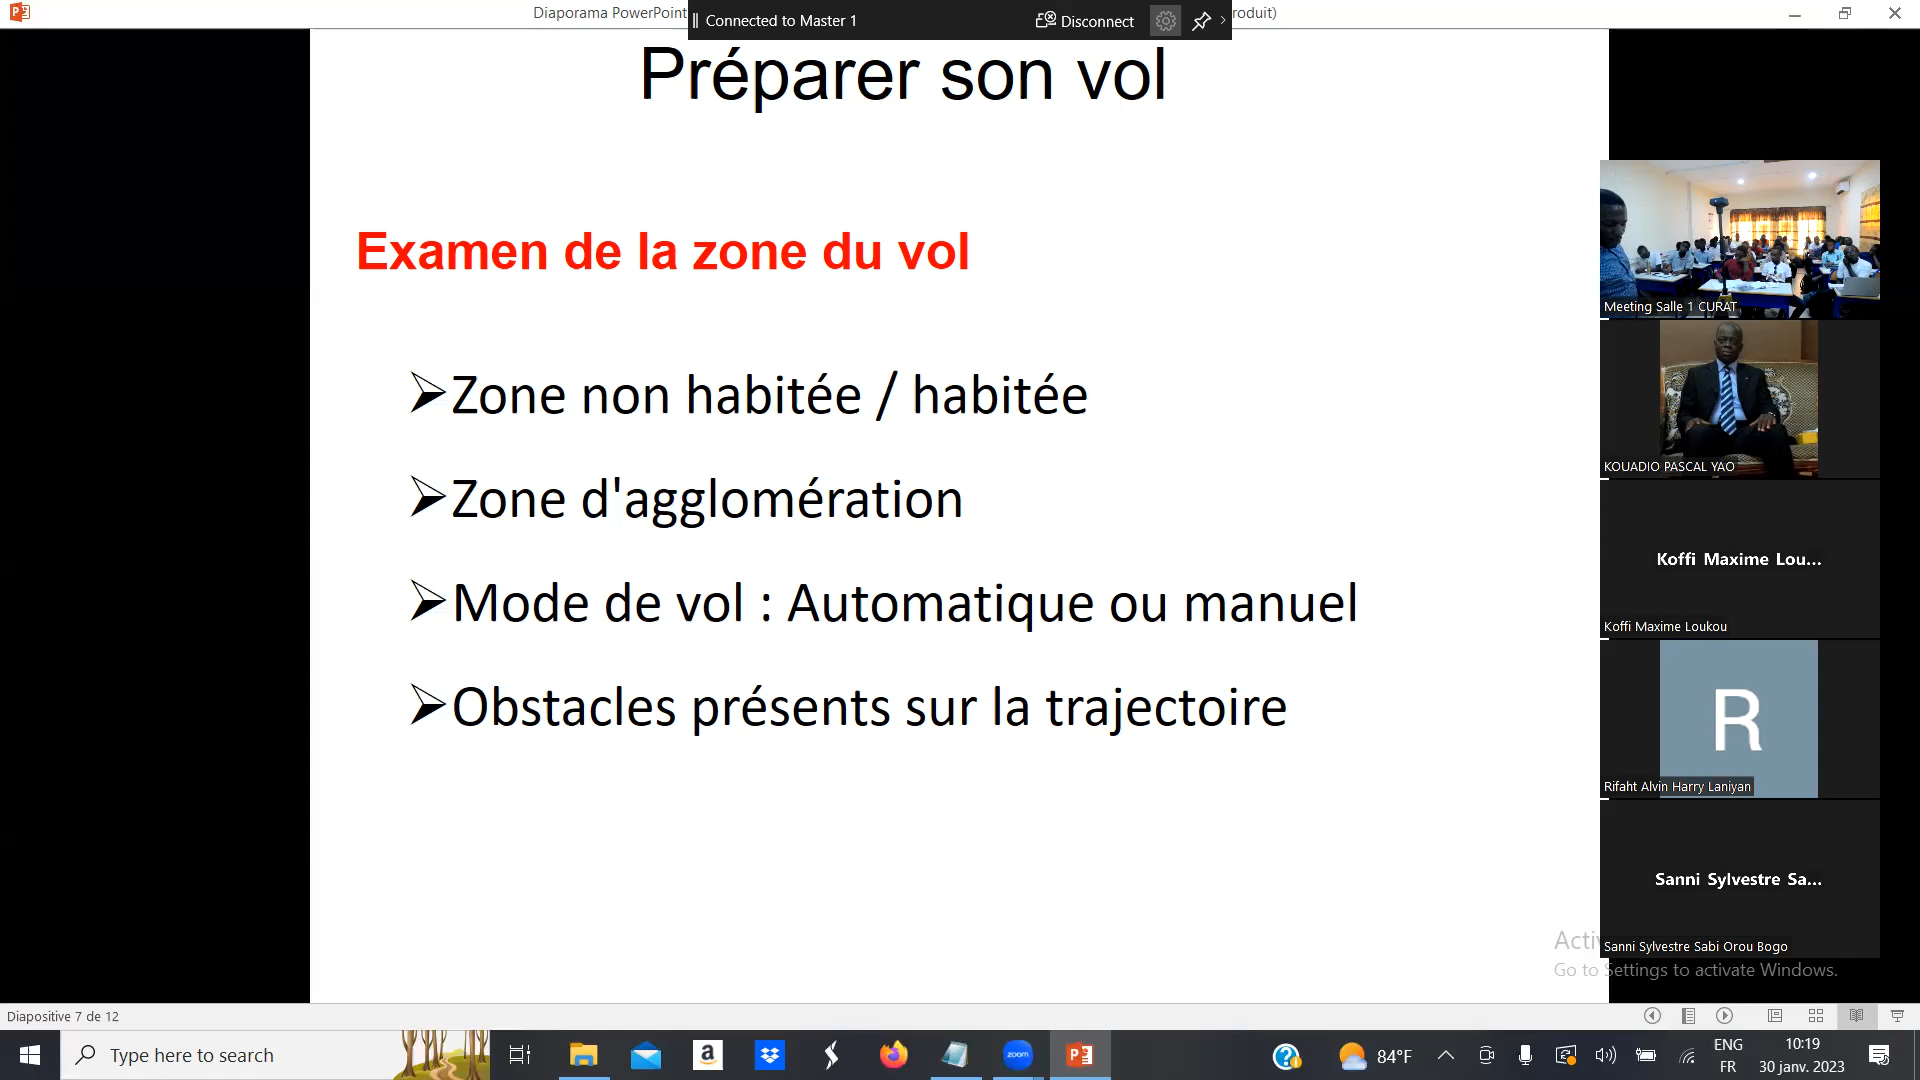 Diaporama PowerPoint
Connected to Master 1
Disconnect
roduit)
Préparer son vol
Examen de la zone du vol
Zone non habitée / habitée
Zone d'agglomération
Mode de vol : Automatique ou manuel
Obstacles présents sur la trajectoire
Meeting Salle 1 CURAT
KOUADIO PASCAL YAO
Koffi Maxime Lou...
Koffi Maxime Loukou
R
Rifaht Alvin Harry Laniyan
Sanni Sylvestre Sa...
Sanni Sylvestre Sabi Orou Bogo
Go to Settings to activate Windows.
Diapositive 7 de 12
Type here to search
a
zoom
84°F
ENG
FR
10:19
30 janv. 2023